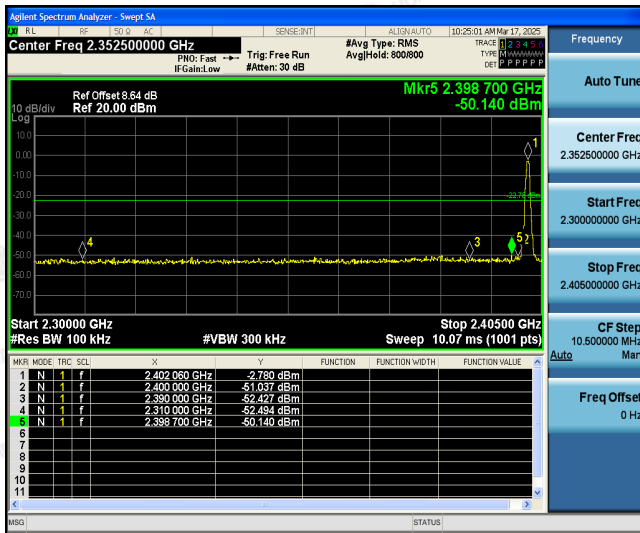 Agilent Spectrum Analyzer - Swept SA
RL RF 50 Ω AC SENSE:INT ALIGN AUTO 10:25:01 AM Mar 17, 2025
Center Freq 2.352500000 GHz
PNO: Fast
IFGain:Low
Trig: Free Run
#Atten: 30 dB
#Avg Type: RMS
Avg|Hold: 800/800
TRACE 1 2 3 4 5 6
TYPE M
DET P P P P P P
Ref Offset 8.64 dB
Ref 20.00 dBm
10 dB/div
Log
Mkr5 2.398 700 GHz
-50.140 dBm
10.0
0.00
-10.0
-20.0
-30.0
-40.0
-50.0
-60.0
-70.0
1
4
3
5
2
Start 2.30000 GHz
Stop 2.40500 GHz
#Res BW 100 kHz
#VBW 300 kHz
Sweep 10.07 ms (1001 pts)
MKR MODE TRC SCL X Y FUNCTION FUNCTION WIDTH FUNCTION VALUE
1 N 1 f 2.402 060 GHz -2.780 dBm
2 N 1 f 2.400 000 GHz -51.037 dBm
3 N 1 f 2.390 000 GHz -52.427 dBm
4 N 1 f 2.310 000 GHz -52.494 dBm
5 N 1 f 2.398 700 GHz -50.140 dBm
6
7
8
9
10
11
MSG
STATUS
Frequency
Auto Tune
Center Freq
2.352500000 GHz
Start Freq
2.300000000 GHz
Stop Freq
2.405000000 GHz
CF Step
10.500000 MHz
Auto Man
Freq Offset
0 Hz